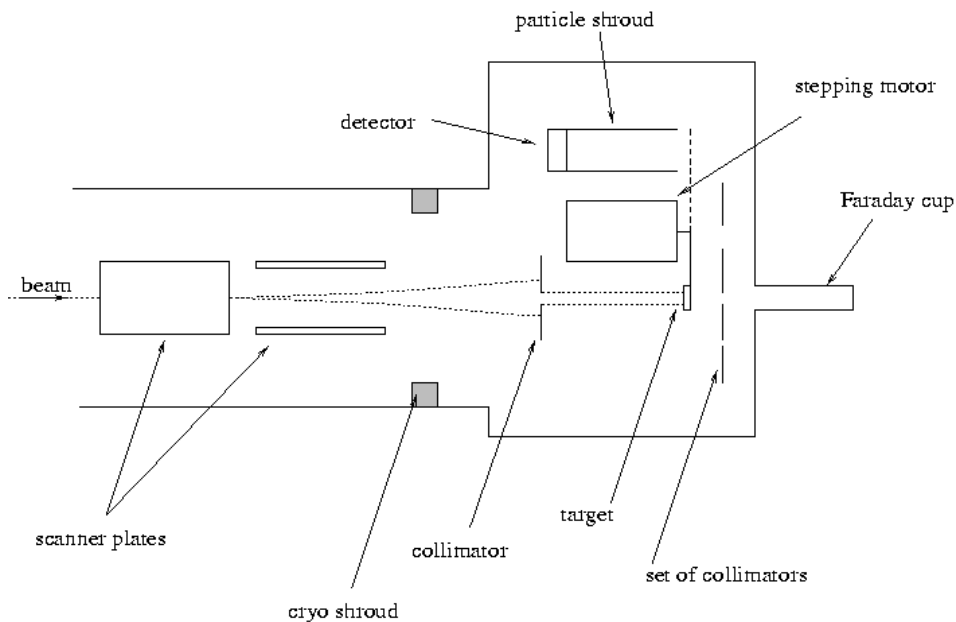 particle shroud
stepping motor
detector
Faraday cup
beam
target
scanner plates
collimator
set of collimators
cryo shroud